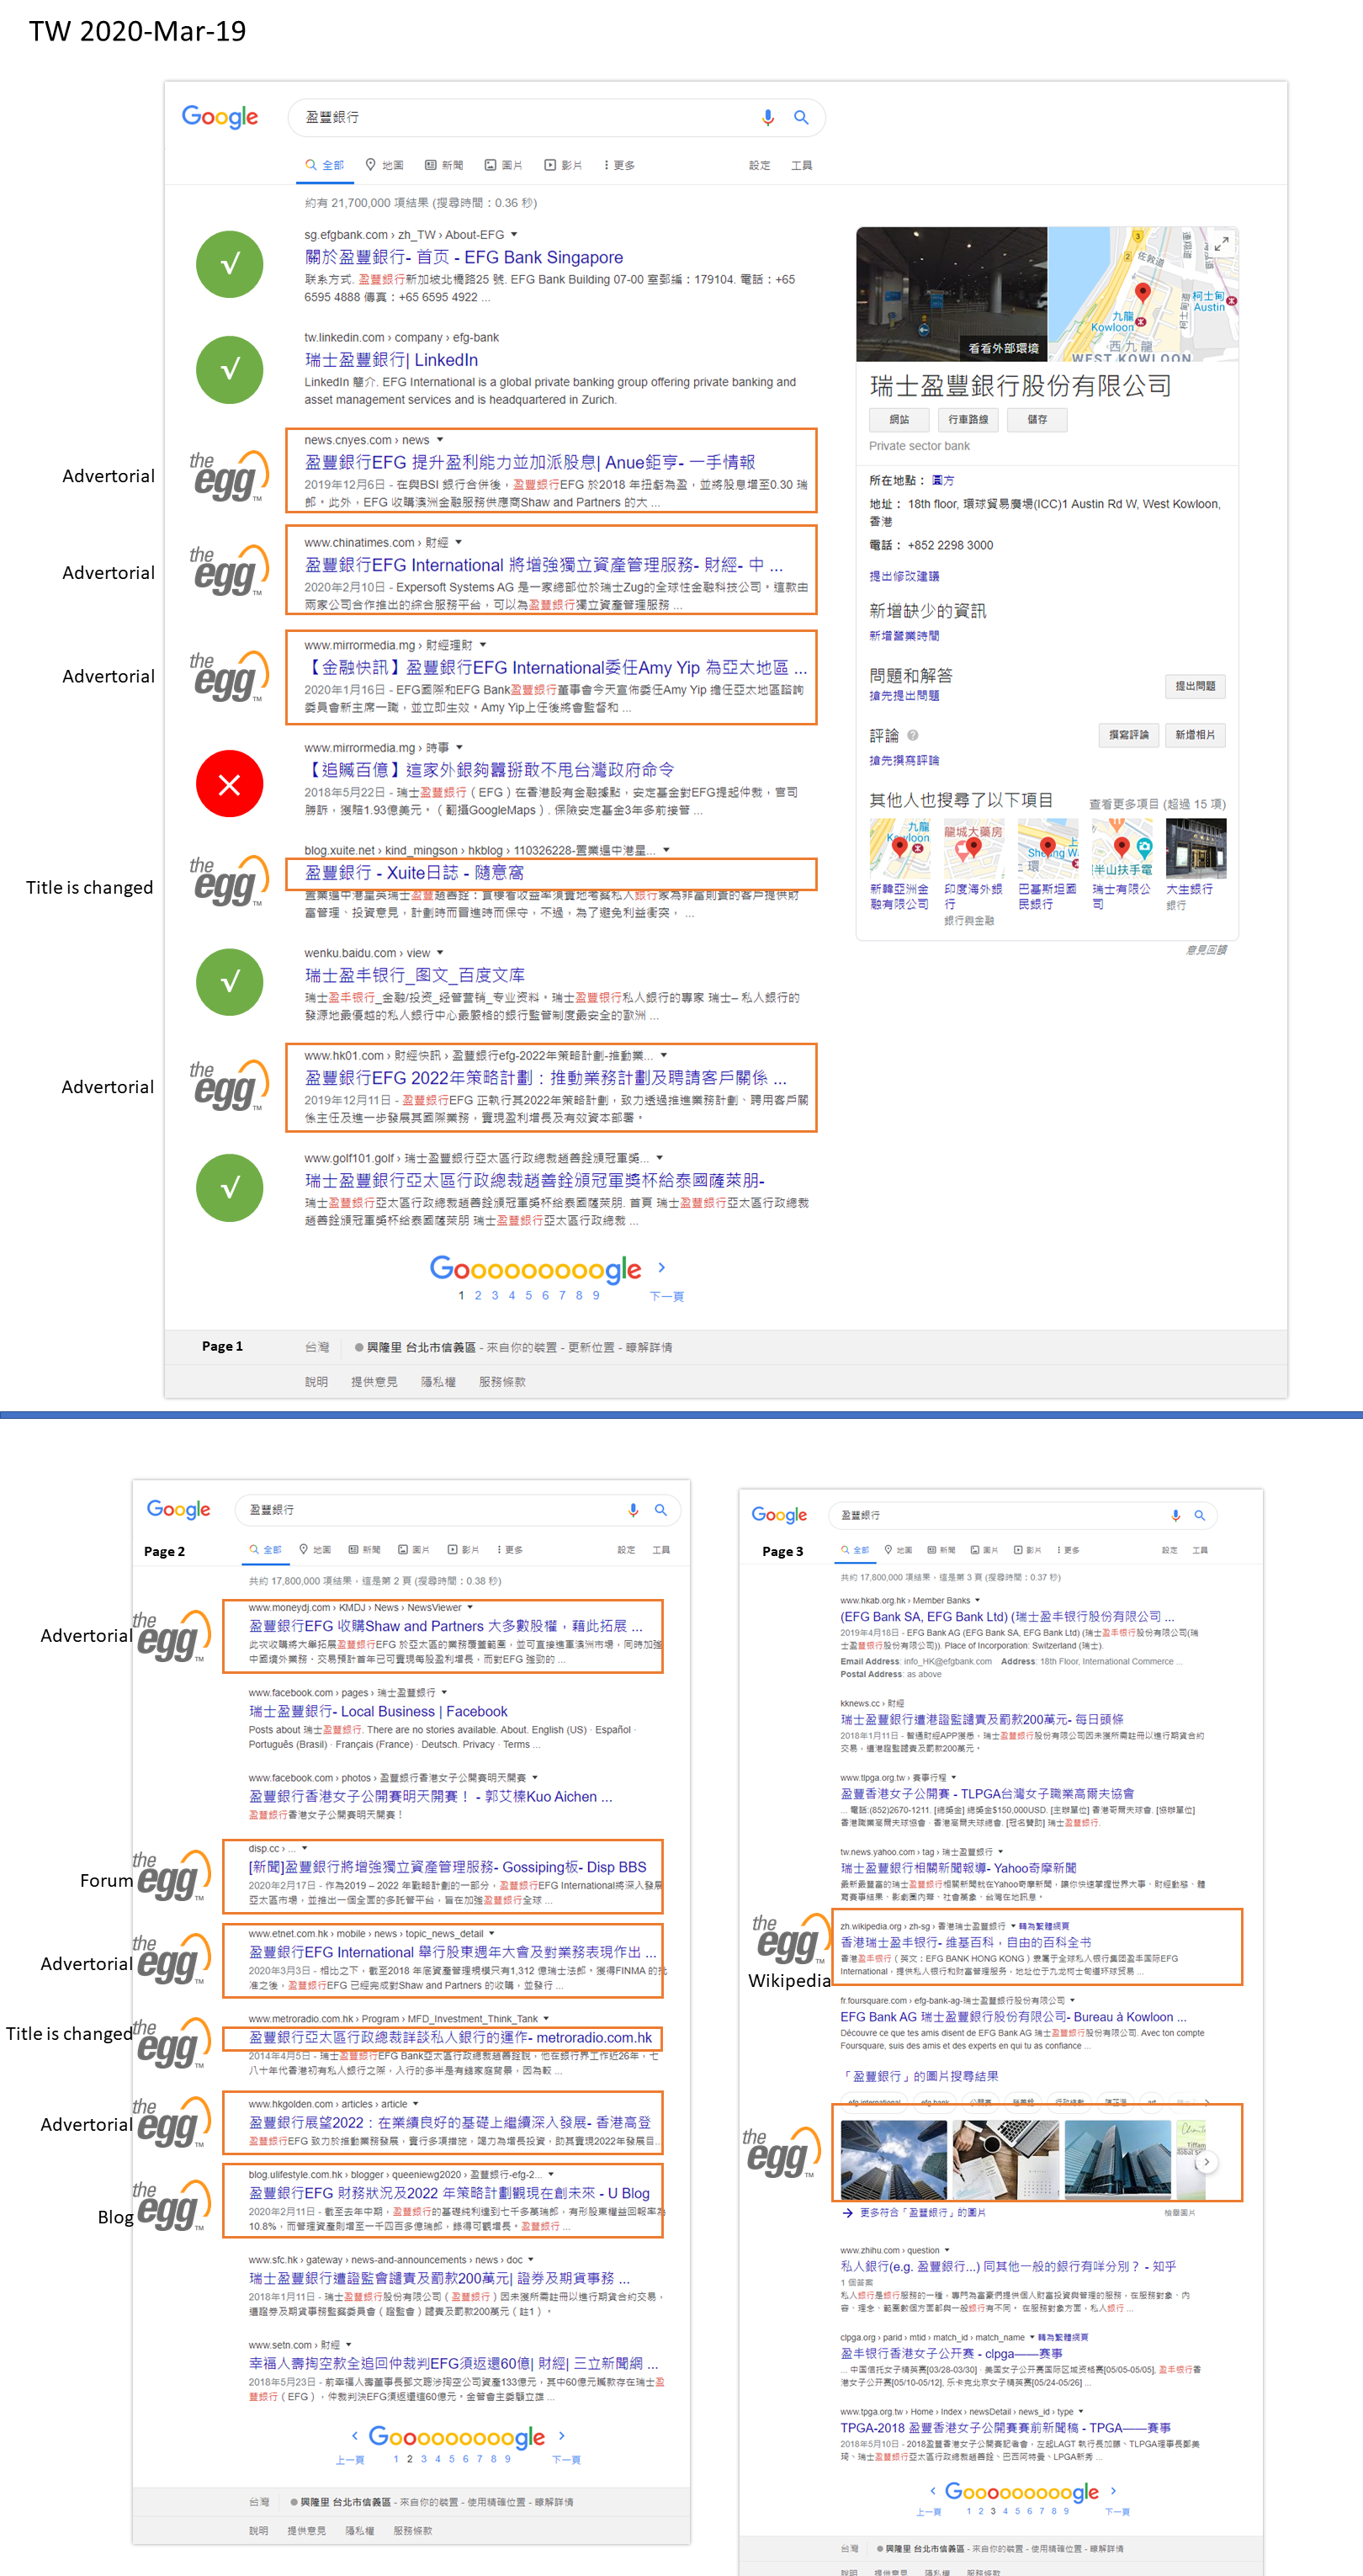 TW 2020-Mar-19
Google
盈豐銀行
全部 地圖 新聞 圖片 影片 更多 設定 工具
約有 21,700,000 項結果 (搜尋時間：0.36 秒)
√
sg.efgbank.com › zh_TW › About-EFG
關於盈豐銀行- 首页 - EFG Bank Singapore
联系方式. 盈豐銀行新加坡北橋路25 號. EFG Bank Building 07-00 室郵編：179104. 電話：+65
6595 4888 傳真：+65 6595 4922 ...
√
tw.linkedin.com › company › efg-bank
瑞士盈豐銀行| LinkedIn
LinkedIn 簡介. EFG International is a global private banking group offering private banking and
asset management services and is headquartered in Zurich.
Advertorial
the egg TM
news.cnyes.com › news
盈豐銀行EFG 提升盈利能力並加派股息| Anue鉅亨- 一手情報
2019年12月6日 - 在與BSI 銀行合併後，盈豐銀行EFG 於2018 年扭虧為盈，並將股息增至0.30 瑞
郎。此外，EFG 收購澳洲金融服務供應商Shaw and Partners 的大 ...
Advertorial
the egg TM
www.chinatimes.com › 財經
盈豐銀行EFG International 將增強獨立資產管理服務- 財經- 中 ...
2020年2月10日 - Expersoft Systems AG 是一家總部位於瑞士Zug的全球性金融科技公司。這款由
兩家公司合作推出的綜合服務平台，可以為盈豐銀行獨立資產管理服務 ...
Advertorial
the egg TM
www.mirrormedia.mg › 財經理財
【金融快訊】盈豐銀行EFG International委任Amy Yip 為亞太地區 ...
2020年1月16日 - EFG國際和EFG Bank盈豐銀行董事會今天宣佈委任Amy Yip 擔任亞太地區諮詢
委員會新主席一職，並立即生效。Amy Yip上任後將會監督和 ...
www.mirrormedia.mg › 時事
【追贓百億】這家外銀夠囂掰敢不甩台灣政府命令
2018年5月22日 - 瑞士盈豐銀行（EFG）在香港設有金融據點，安定基金對EFG提起仲裁，官司
勝訴，獲賠1.93億美元。（翻攝GoogleMaps）. 保險安定基金3年多前接管 ...
Title is changed
the egg TM
blog.xuite.net › kind_mingson › hkblog › 110326228-置業遜中港星...
盈豐銀行 - Xuite日誌 - 隨意窩
置業遜中港星英瑞士盈豐趙善銓：買樓看收益率須實地考察私人銀行家為非富則貴的客戶提供財
富管理、投資意見，計劃時而冒進時而保守，不過，為了避免利益衝突， ...
√
wenku.baidu.com › view
瑞士盈丰银行_图文_百度文库
瑞士盈丰银行_金融/投资_经管营销_专业资料。瑞士盈豐银行私人銀行的專家 瑞士– 私人銀行的
發源地最優越的私人銀行中心最嚴格的銀行監管制度最安全的歐洲 ...
Advertorial
the egg TM
www.hk01.com › 財經快訊 › 盈豐銀行efg-2022年策略計劃-推動業...
盈豐銀行EFG 2022年策略計劃：推動業務計劃及聘請客戶關係 ...
2019年12月11日 - 盈豐銀行EFG 正執行其2022年策略計劃，致力透過推進業務計劃、聘用客戶關
係主任及進一步發展其國際業務，實現盈利增長及有效資本部署。
√
www.golf101.golf › 瑞士盈豐銀行亞太區行政總裁趙善銓頒冠軍獎...
瑞士盈豐銀行亞太區行政總裁趙善銓頒冠軍獎杯給泰國薩萊朋-
瑞士盈豐銀行亞太區行政總裁趙善銓頒冠軍獎杯給泰國薩萊朋. 首頁 瑞士盈豐銀行亞太區行政總裁
趙善銓頒冠軍獎杯給泰國薩萊朋 瑞士盈豐銀行亞太區行政總裁 ...
Gooooooooogle
1 2 3 4 5 6 7 8 9 下一頁
Page 1 台灣 興隆里 台北市信義區 - 來自你的裝置 - 更新位置 - 瞭解詳情
說明 提供意見 隱私權 服務條款
看看外部環境
九龍
Kowloon
柯士甸
Austin
WEST KOWLOON
瑞士盈豐銀行股份有限公司
網站 行車路線 儲存
Private sector bank
所在地點： 圓方
地址： 18th floor, 環球貿易廣場(ICC)1 Austin Rd W, West Kowloon,
香港
電話： +852 2298 3000
提出修改建議
新增缺少的資訊
新增營業時間
問題和解答
搶先提出問題
提出問題
評論
撰寫評論 新增相片
搶先撰寫評論
其他人也搜尋了以下項目 查看更多項目 (超過 15 項)
新韓亞洲金融有限公司
印度海外銀行
銀行與金融
巴基斯坦國民銀行
瑞士有限公司
大生銀行
銀行
意見回饋
Google
盈豐銀行
Page 2 全部 地圖 新聞 圖片 影片 更多 設定 工具
共約 17,800,000 項結果，這是第 2 頁 (搜尋時間：0.38 秒)
Advertorial
the egg TM
www.moneydj.com › KMDJ › News › NewsViewer
盈豐銀行EFG 收購Shaw and Partners 大多數股權，藉此拓展 ...
此次收購將大舉拓展盈豐銀行EFG 於亞太區的業務覆蓋範圍，並可直接進軍澳洲市場，同時加強
中國境外業務。交易預計首年已可實現每股盈利增長，而對EFG 強勁的 ...
www.facebook.com › pages › 瑞士盈豐銀行
瑞士盈豐銀行- Local Business | Facebook
Posts about 瑞士盈豐銀行. There are no stories available. About. English (US) · Español ·
Português (Brasil) · Français (France) · Deutsch. Privacy · Terms ...
www.facebook.com › photos › 盈豐銀行香港女子公開賽明天開賽
盈豐銀行香港女子公開賽明天開賽！ - 郭艾榛Kuo Aichen ...
盈豐銀行香港女子公開賽明天開賽！
Forum
the egg TM
disp.cc › ...
[新聞]盈豐銀行將增強獨立資產管理服務- Gossiping板- Disp BBS
2020年2月17日 - 作為2019 – 2022 年戰略計劃的一部分，盈豐銀行EFG International將深入發展
亞太區市場，並推出一個全面的多託管平台，旨在加強盈豐銀行全球 ...
Advertorial
the egg TM
www.etnet.com.hk › mobile › news › topic_news_detail
盈豐銀行EFG International 舉行股東週年大會及對業務表現作出 ...
2020年3月3日 - 相比之下，截至2018 年底資產管理規模只有1,312 億瑞士法郎。獲得FINMA 的批
准之後，盈豐銀行EFG 已經完成對Shaw and Partners 的收購，並發行 ...
Title is changed
the egg TM
www.metroradio.com.hk › Program › MFD_Investment_Think_Tank
盈豐銀行亞太區行政總裁詳談私人銀行的運作- metroradio.com.hk
2014年4月5日 - 瑞士盈豐銀行EFG Bank亞太區行政總裁趙善銓說，他在銀行界工作近26年，七
八十年代香港初有私人銀行之際，入行的多半是有錢家庭背景，因為較 ...
Advertorial
the egg TM
www.hkgolden.com › articles › article
盈豐銀行展望2022：在業績良好的基礎上繼續深入發展- 香港高登
盈豐銀行EFG 致力於推動業務發展，實行多項措施，竭力為增長投資，助其實現2022年發展目...
Blog
the egg TM
blog.ulifestyle.com.hk › blogger › queeniewg2020 › 盈豐銀行-efg-2...
盈豐銀行EFG 財務狀況及2022 年策略計劃觀現在創未來 - U Blog
2020年2月11日 - 截至去年中期，盈豐銀行的基礎純利達到七千多萬瑞郎，有形股東權益回報率為
10.8%，而管理資產則增至一千四百多億瑞郎，錄得可觀增長。盈豐銀行 ...
www.sfc.hk › gateway › news-and-announcements › news › doc
瑞士盈豐銀行遭證監會譴責及罰款200萬元| 證券及期貨事務 ...
2018年1月11日 - 瑞士盈豐銀行股份有限公司（盈豐銀行）因未獲所需註冊以進行期貨合約交易，
遭證券及期貨事務監察委員會（證監會）譴責及罰款200萬元（註1）。
www.setn.com › 財經
幸福人壽掏空款全追回仲裁判EFG須返還60億| 財經| 三立新聞網 ...
2018年5月23日 - 前幸福人壽董事長鄧文聰涉掏空公司資產133億元，其中60億元贓款存在瑞士盈
豐銀行（EFG），仲裁判決EFG須返還這60億元。金管會主委顧立雄 ...
Gooooooooogle
上一頁 1 2 3 4 5 6 7 8 9 下一頁
台灣 興隆里 台北市信義區 - 來自你的裝置 - 使用精確位置 - 瞭解詳情
說明 提供意見 隱私權 服務條款
Google
盈豐銀行
Page 3 全部 地圖 新聞 圖片 影片 更多 設定 工具
共約 17,800,000 項結果，這是第 3 頁 (搜尋時間：0.37 秒)
www.hkab.org.hk › Member Banks
(EFG Bank SA, EFG Bank Ltd) (瑞士盈丰银行股份有限公司 ...
2019年4月18日 - EFG Bank AG (EFG Bank SA, EFG Bank Ltd) (瑞士盈丰银行股份有限公司(瑞
士盈豐銀行股份有限公司)). Place of Incorporation: Switzerland (瑞士).
Email Address: info_HK@efgbank.com Address: 18th Floor, International Commerce ...
Postal Address: as above
kknews.cc › 財經
瑞士盈豐銀行遭港證監譴責及罰款200萬元- 每日頭條
2018年1月11日 - 智通財經APP獲悉，瑞士盈豐銀行股份有限公司因未獲所需註冊以進行期貨合約
交易，遭港證監譴責及罰款200萬元。
www.tlpga.org.tw › 賽事行程
盈豐香港女子公開賽 - TLPGA台灣女子職業高爾夫協會
... 電話:(852)2670-1211. [總獎金] 總獎金$150,000USD. [主辦單位] 香港哥爾夫球會. [協辦單位]
香港職業高爾夫球協會 · 香港高爾夫球總會. [冠名贊助] 瑞士盈豐銀行.
tw.news.yahoo.com › tag › 瑞士盈豐銀行
瑞士盈豐銀行相關新聞報導- Yahoo奇摩新聞
最新最豐富的瑞士盈豐銀行相關新聞就在Yahoo奇摩新聞，讓你快速掌握世界大事、財經動態、體
育賽事結果、影劇圈內幕、社會萬象、台灣在地訊息。
the egg TM
Wikipedia
zh.wikipedia.org › zh-sg › 香港瑞士盈豐銀行 轉為繁體網頁
香港瑞士盈丰银行- 维基百科，自由的百科全书
香港盈丰银行（英文：EFG BANK HONG KONG）隶属于全球私人银行集团盈丰国际EFG
International，提供私人银行和财富管理服务，地址位于九龙柯士甸道环球贸易 ...
fr.foursquare.com › efg-bank-ag-瑞士盈豐銀行股份有限公司
EFG Bank AG 瑞士盈豐銀行股份有限公司- Bureau à Kowloon ...
Découvre ce que tes amis disent de EFG Bank AG 瑞士盈豐銀行股份有限公司. Avec ton compte
Foursquare, suis des amis et des experts en qui tu as confiance ...
「盈豐銀行」的圖片搜尋結果
the egg TM
更多符合「盈豐銀行」的圖片 檢舉圖片
www.zhihu.com › question
私人銀行(e.g. 盈豐銀行...) 同其他一般的銀行有咩分別？ - 知乎
1 個答案
私人銀行是銀行服務的一種，專門為富豪們提供個人財富投資與管理的服務，在服務對象、內
容、理念、範圍數個方面都與一般銀行有不同。 在服務對象方面，私人銀行 ...
clpga.org › parid › mtid › match_id › match_name 轉為繁體網頁
盈丰银行香港女子公开赛 - clpga——赛事
... 中国信托女子精英赛[03/28-03/30] · 美国女子公开赛国际区域资格赛[05/05-05/05], 盈丰银行香
港女子公开赛[05/10-05/12], 乐卡克北京女子精英赛[05/24-05/26] ...
www.tpga.org.tw › Home › Index › newsDetail › news_id › type
TPGA-2018 盈豐香港女子公開賽賽前新聞稿 - TPGA——賽事
2018年5月10日 - 2018盈豐香港女子公開賽記者會，左起LAGT 執行長加願、TLPGA理事長鄭美
琦、瑞士盈豐銀行亞太區行政總裁趙善銓、巴西阿特曼、LPGA新秀 ...
Gooooooooogle
上一頁 1 2 3 4 5 6 7 8 9 下一頁
台灣 興隆里 台北市信義區 - 來自你的裝置 - 使用精確位置 - 瞭解詳情
說明 提供意見 隱私權 服務條款